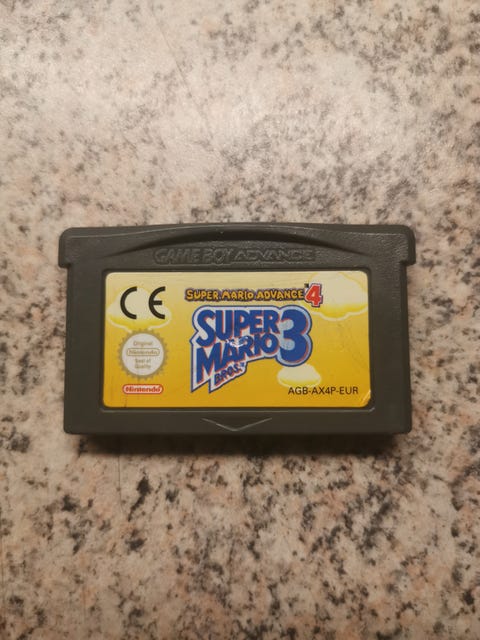 GAME BOY ADVANCE
CE
SUPER MARIO ADVANCE 4
SUPER
MARIO 3
BROS.
Original
Nintendo
Seal of
Quality
Nintendo
AGB-AX4P-EUR